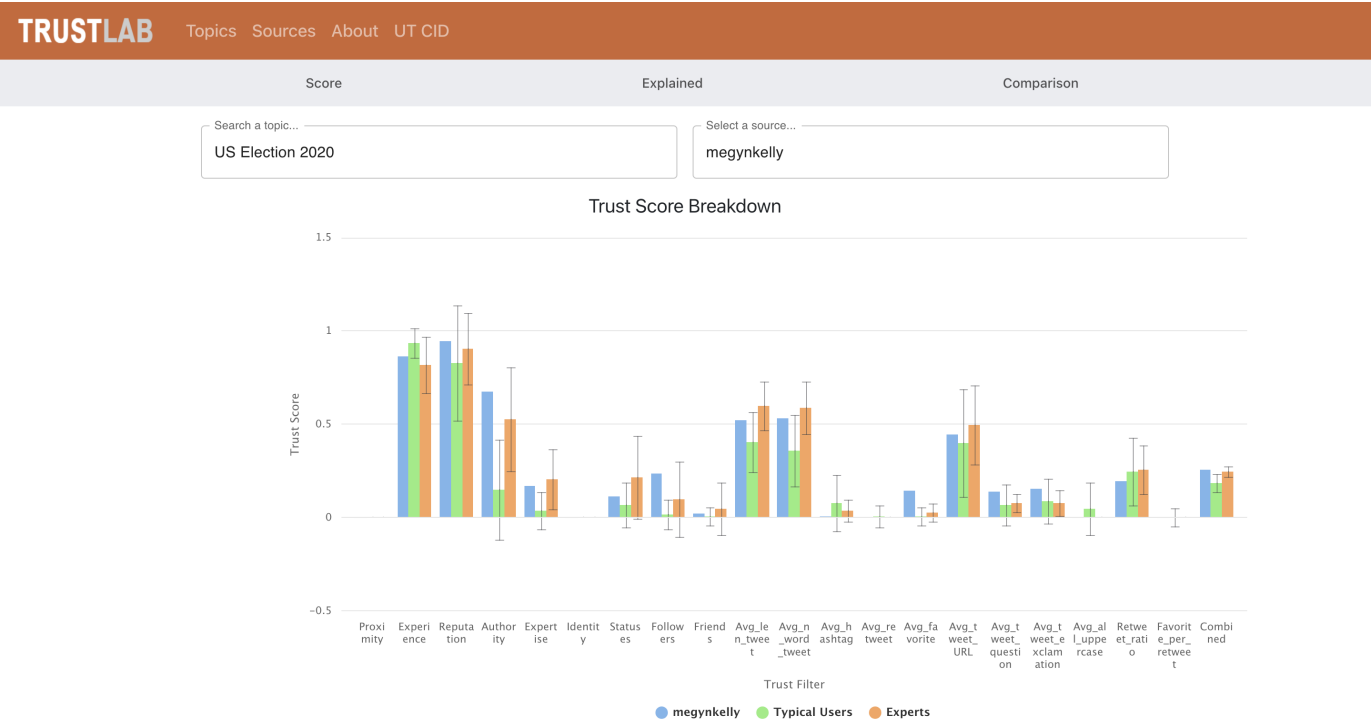 TRUSTLAB Topics Sources About UT CID
Score Explained Comparison
Search a topic... Select a source...
US Election 2020 megynkelly
Trust Score Breakdown
1.5
1
0.5
0
-0.5
Trust Score
Proxi
mity
Experi
ence
Reputa
tion
Author
ity
Expert
ise
Identit
y
Status
es
Follow
ers
Friend
s
Avg_le
n_twee
t
Avg_n
_word
_tweet
Avg_h
ashtag
Avg_re
tweet
Avg_fa
vorite
Avg_t
weet_
URL
Avg_t
weet_
questi
on
Avg_t
weet_e
xclam
ation
Avg_al
l_uppe
rcase
Retwe
et_rati
o
Favorit
e_per_
retwee
t
Combi
ned
Trust Filter
megynkelly Typical Users Experts